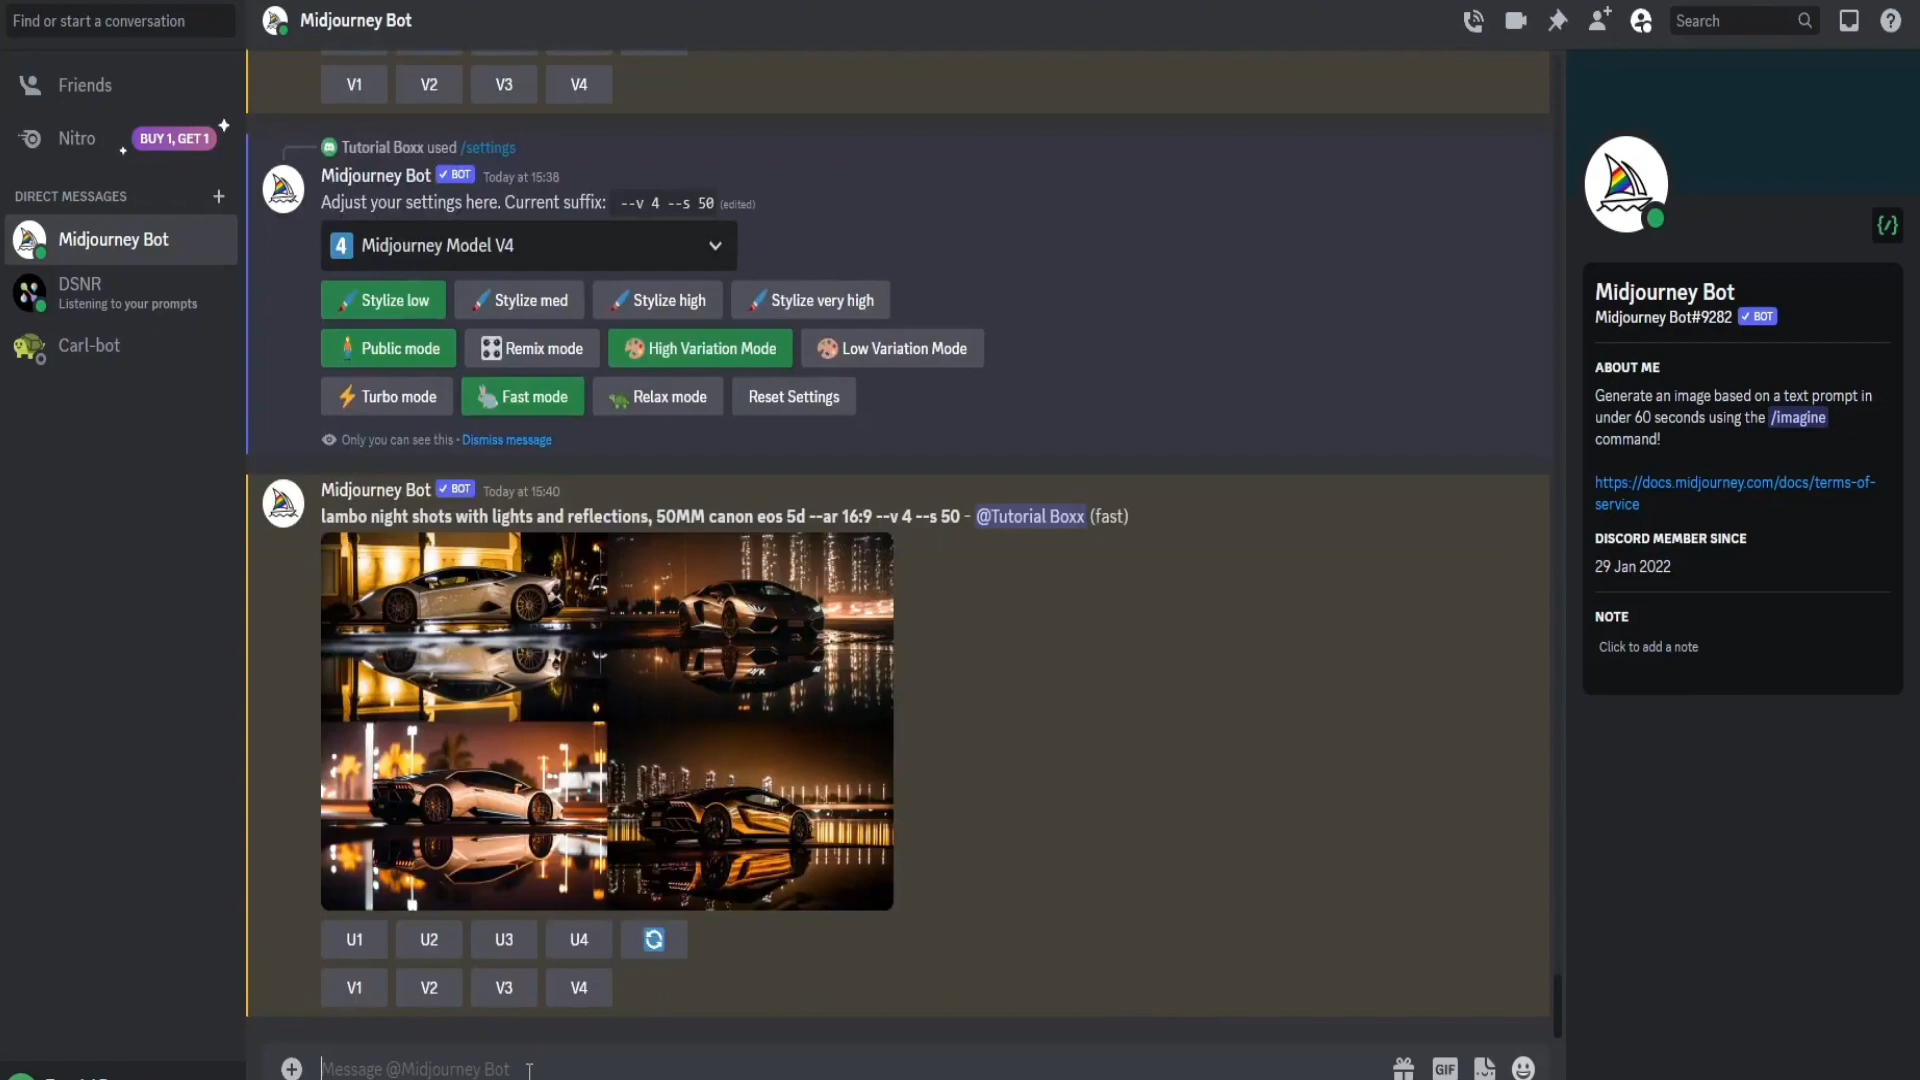 Find or start a conversation
Midjourney Bot
Search
Friends
Nitro
BUY 1, GET 1
DIRECT MESSAGES
Midjourney Bot
DSNR
Listening to your prompts
Carl-bot
V1 V2 V3 V4
Tutorial Boxx used /settings
Midjourney Bot BOT Today at 15:38
Adjust your settings here. Current suffix: --v 4 --s 50 (edited)
4 Midjourney Model V4
Stylize low Stylize med Stylize high Stylize very high
Public mode Remix mode High Variation Mode Low Variation Mode
Turbo mode Fast mode Relax mode Reset Settings
Only you can see this • Dismiss message
Midjourney Bot BOT Today at 15:40
lambo night shots with lights and reflections, 50MM canon eos 5d --ar 16:9 --v 4 --s 50 - @Tutorial Boxx (fast)
U1 U2 U3 U4
V1 V2 V3 V4
Message @Midjourney Bot
GIF
{/}
Midjourney Bot
Midjourney Bot#9282 BOT
ABOUT ME
Generate an image based on a text prompt in
under 60 seconds using the /imagine
command!
https://docs.midjourney.com/docs/terms-of-
service
DISCORD MEMBER SINCE
29 Jan 2022
NOTE
Click to add a note